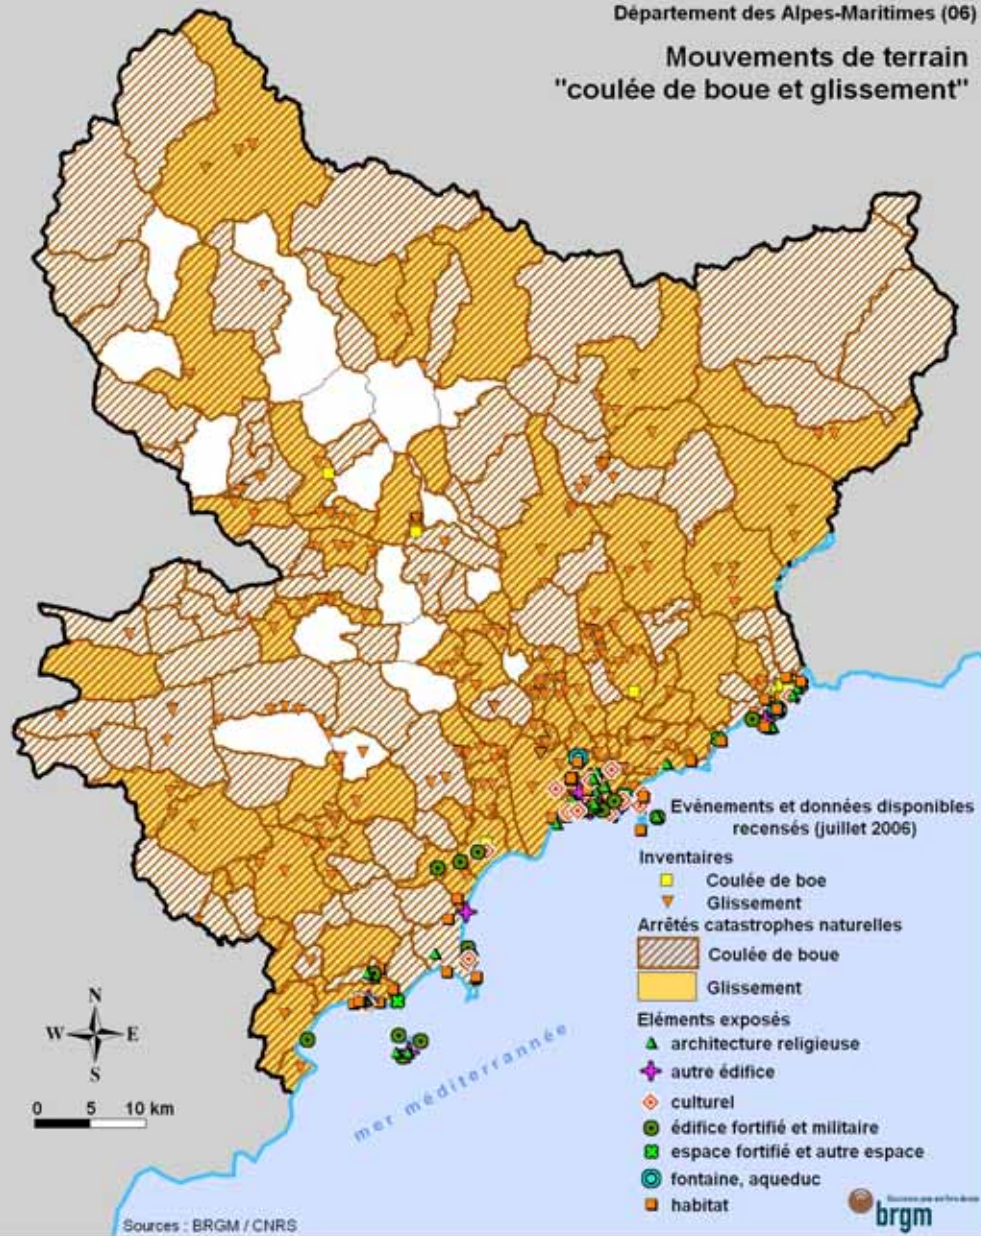 Département des Alpes-Maritimes (06)
Mouvements de terrain
"coulée de boue et glissement"
Evénements et données disponibles
recensés (juillet 2006)
Inventaires
Coulée de boe
Glissement
Arrêtés catastrophes naturelles
Coulée de boue
Glissement
Eléments exposés
architecture religieuse
autre édifice
culturel
édifice fortifié et militaire
espace fortifié et autre espace
fontaine, aqueduc
habitat
N
W E
S
0 5 10 km
mer méditerrannée
Sources : BRGM / CNRS
brgm